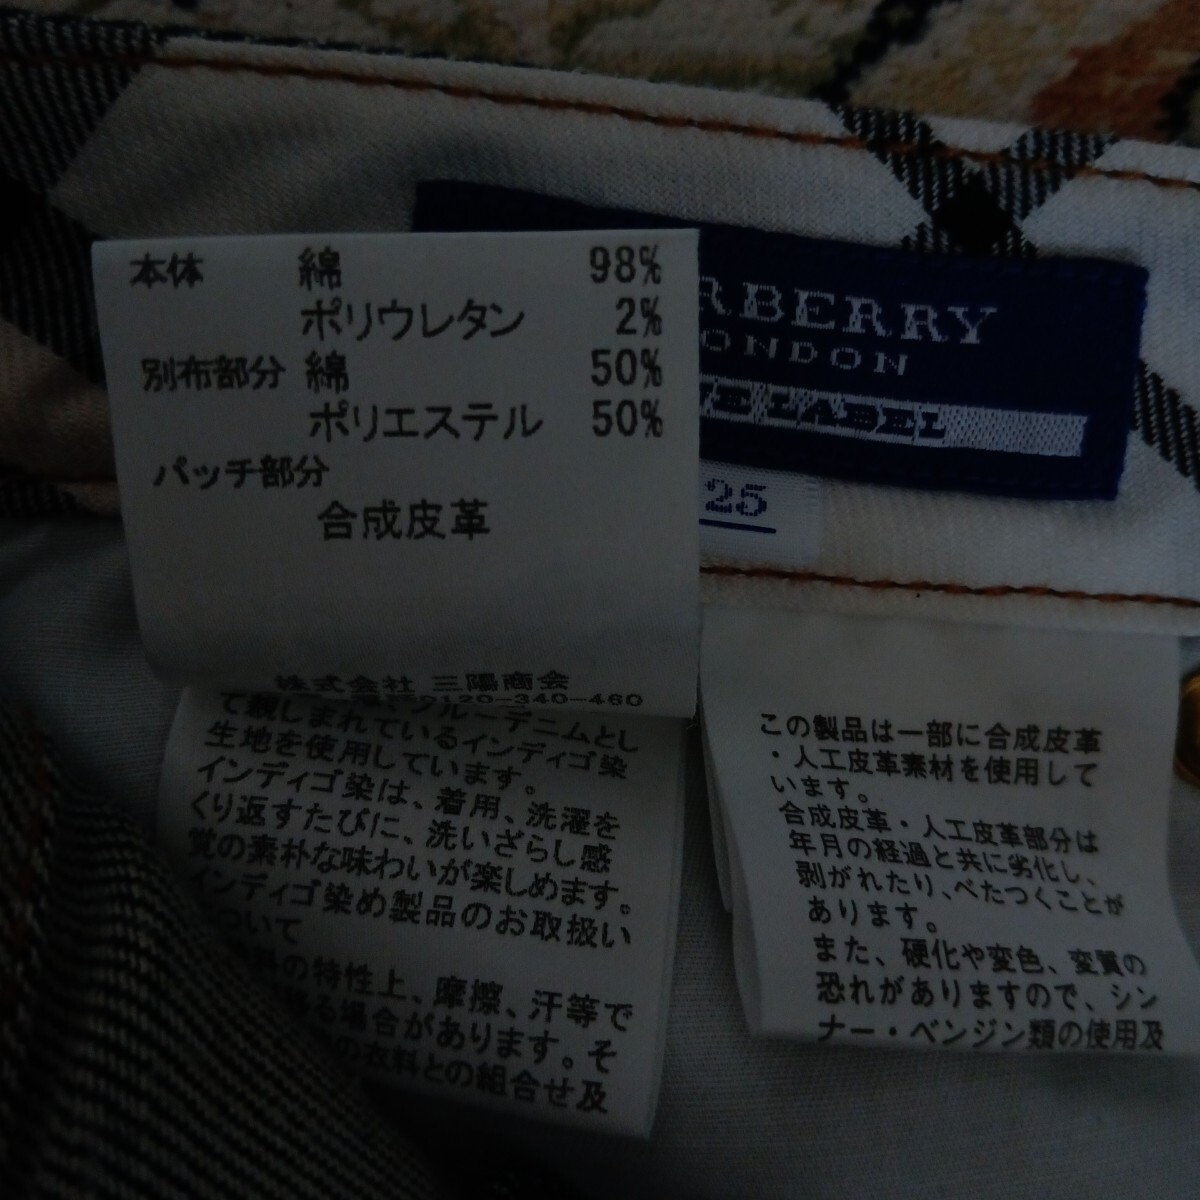 本体 綿 98%
ポリウレタン 2%
別布部分 綿 50%
ポリエステル 50%
パッチ部分
合成皮革
株式会社 三陽商会
0120-340-460
RBERRY
ONDON
LABEL
25
ブルーデニムとし
て親しまれているインディゴ染
生地を使用しています。
インディゴ染は、着用、洗濯を
くり返すたびに、洗いざらし感
覚の素朴な味わいが楽しめます。
インディゴ染め製品のお取扱い
ついて
の特性上、摩擦、汗等で
る場合があります。そ
の衣料との組合せ及
この製品は一部に合成皮革
・人工皮革素材を使用して
います。
合成皮革・人工皮革部分は
年月の経過と共に劣化し、
剥がれたり、べたつくことが
あります。
また、硬化や変色、変質の
恐れがありますので、シン
ナー・ベンジン類の使用及